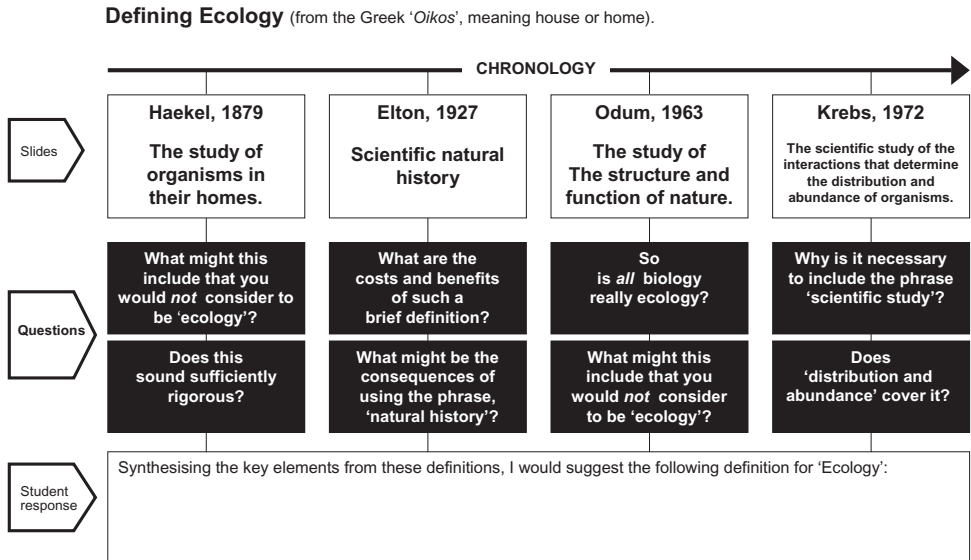 Defining Ecology (from the Greek ‘Oikos’, meaning house or home).
CHRONOLOGY
Slides
Haekel, 1879
The study of
organisms in
their homes.
Elton, 1927
Scientific natural
history
Odum, 1963
The study of
The structure and
function of nature.
Krebs, 1972
The scientific study of the
interactions that determine
the distribution and
abundance of organisms.
Questions
What might this
include that you
would not consider to
be ‘ecology’?
What are the
costs and benefits
of such a
brief definition?
So
is all biology
really ecology?
Why is it necessary
to include the phrase
‘scientific study’?
Does this
sound sufficiently
rigorous?
What might be the
consequences of
using the phrase,
‘natural history’?
What might this
include that you
would not consider
to be ‘ecology’?
Does
‘distribution and
abundance’ cover it?
Student
response
Synthesising the key elements from these definitions, I would suggest the following definition for ‘Ecology’: